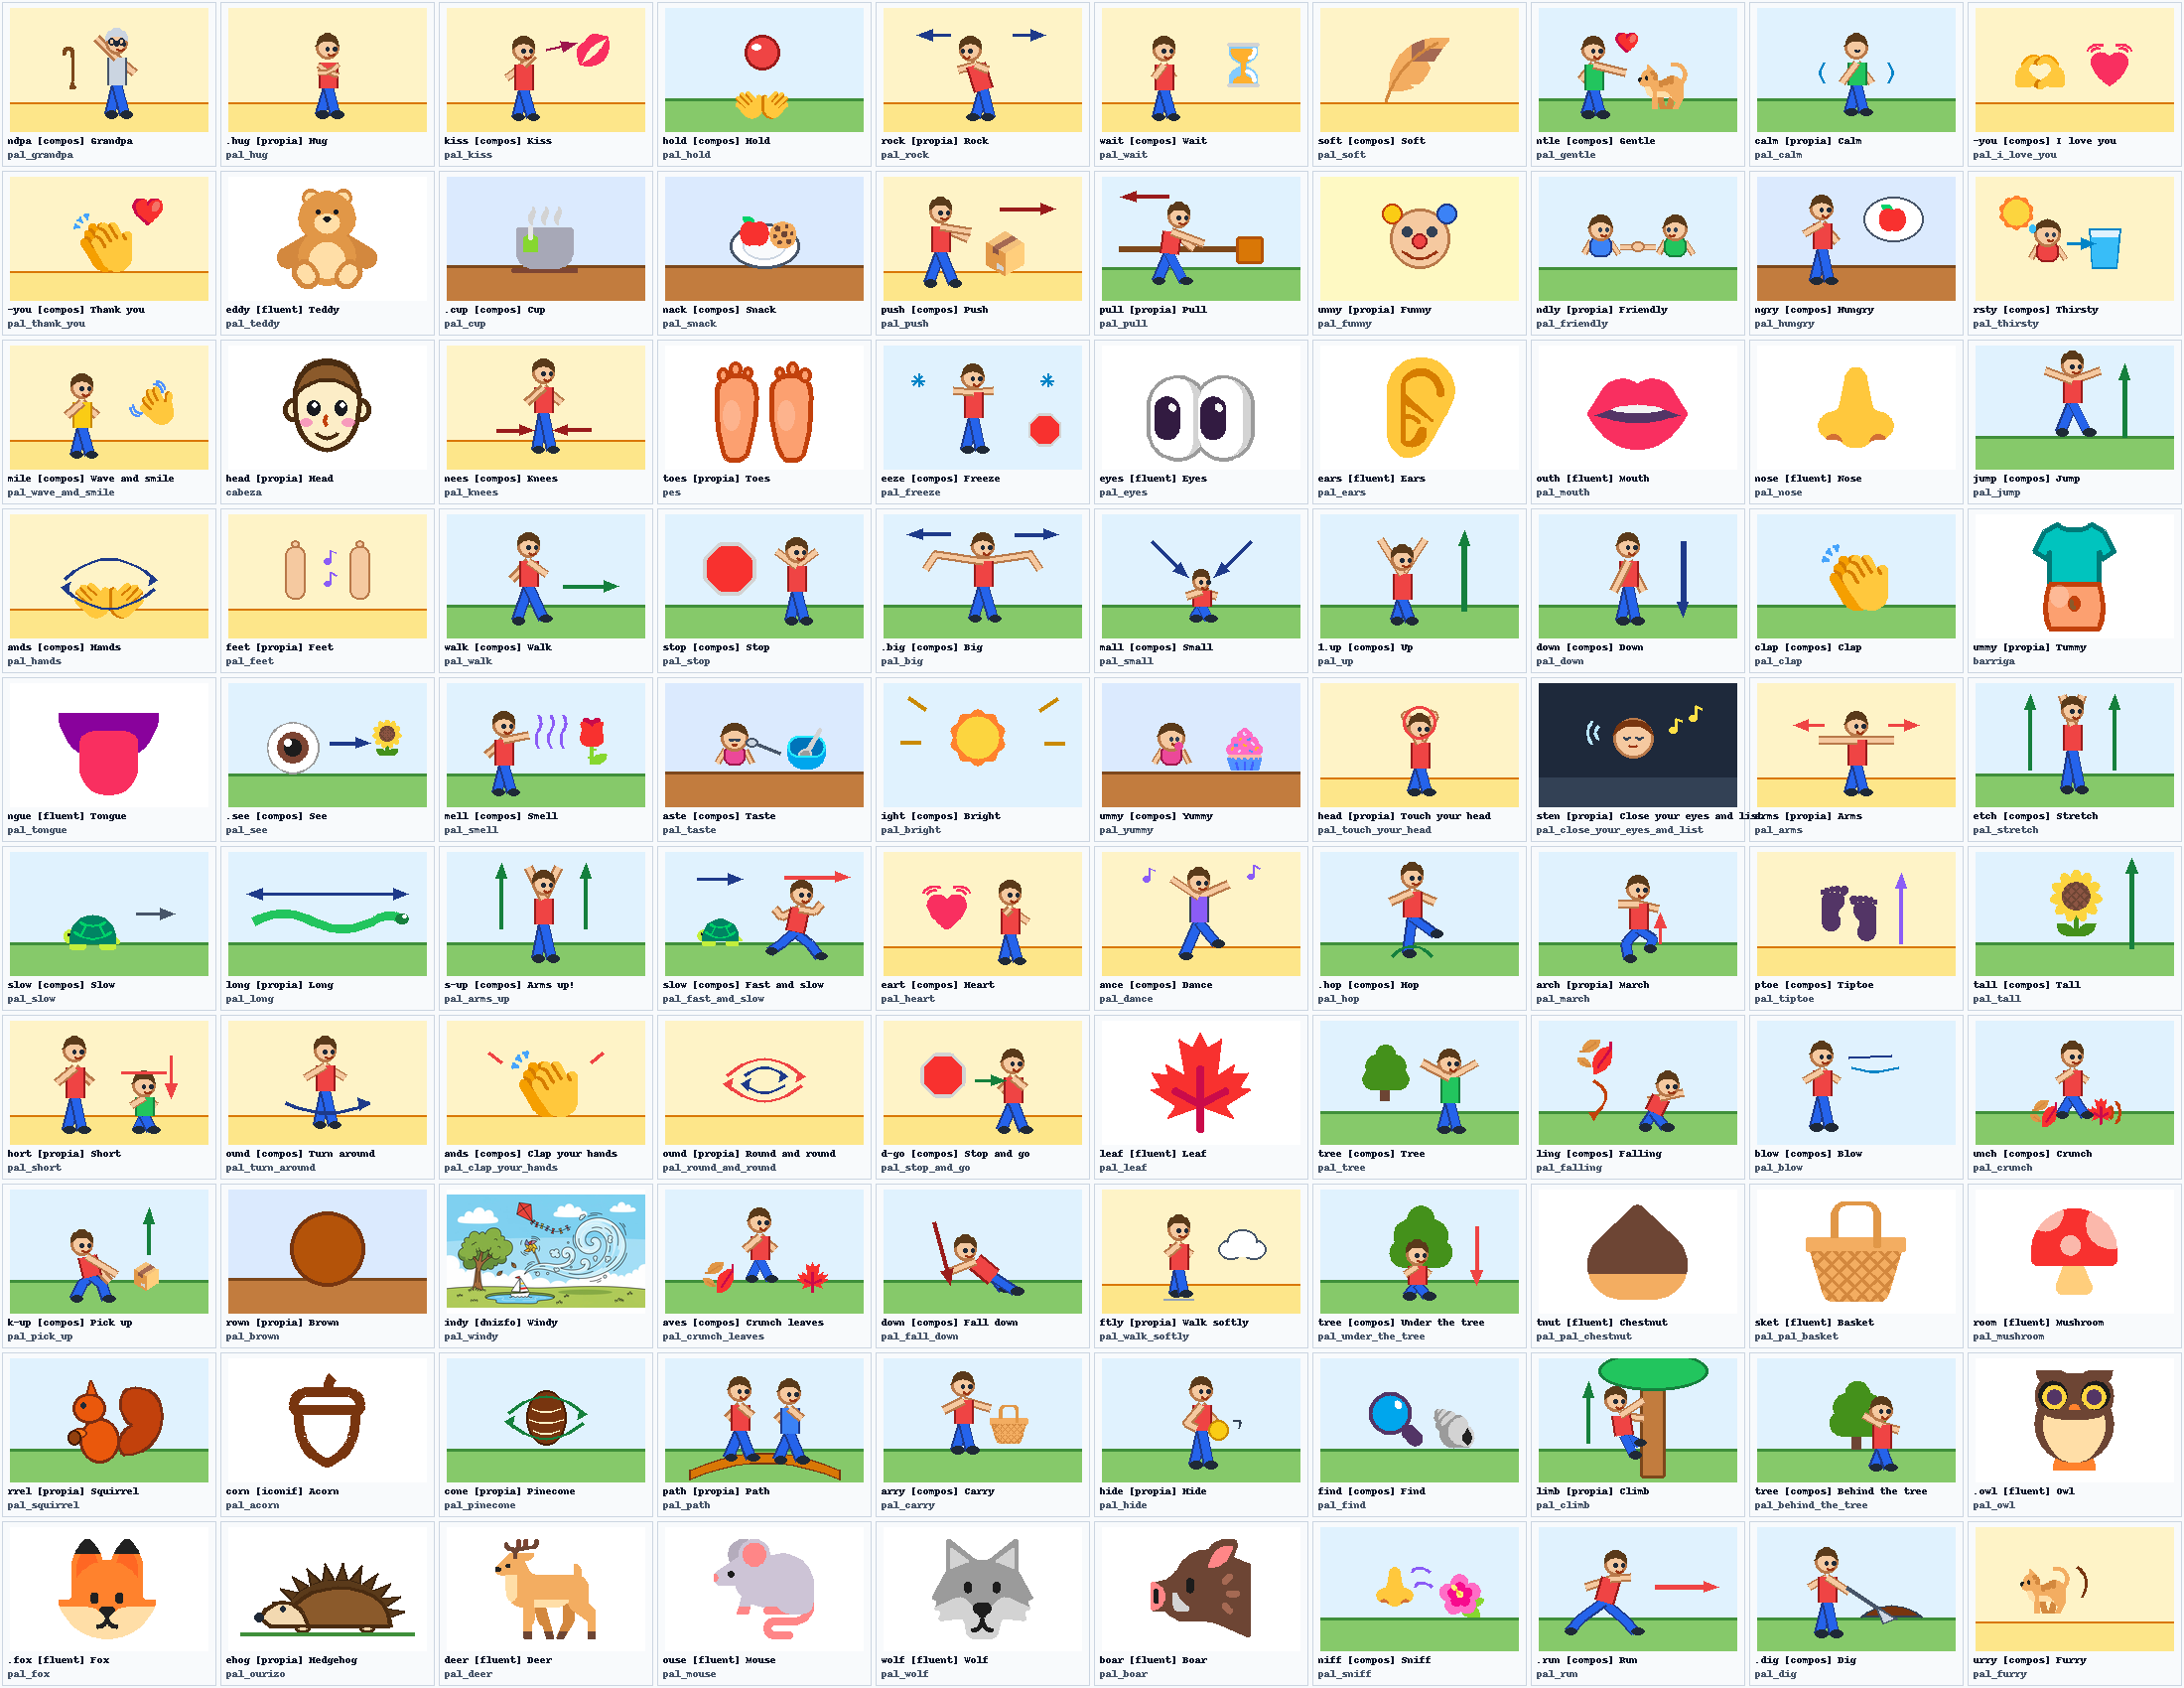 ndpa [compos] Grandpa
pal_grandpa
.hug [propia] Hug
pal_hug
kiss [compos] Kiss
pal_kiss
hold [compos] Hold
pal_hold
rock [propia] Rock
pal_rock
wait [compos] Wait
pal_wait
soft [compos] Soft
pal_soft
ntle [compos] Gentle
pal_gentle
calm [propia] Calm
pal_calm
-you [compos] I love you
pal_i_love_you
-you [compos] Thank you
pal_thank_you
eddy [fluent] Teddy
pal_teddy
.cup [compos] Cup
pal_cup
nack [compos] Snack
pal_snack
push [compos] Push
pal_push
pull [propia] Pull
pal_pull
unny [propia] Funny
pal_funny
ndly [propia] Friendly
pal_friendly
ngry [compos] Hungry
pal_hungry
rsty [compos] Thirsty
pal_thirsty
mile [compos] Wave and smile
pal_wave_and_smile
head [propia] Head
cabeza
nees [compos] Knees
pal_knees
toes [propia] Toes
pes
eeze [compos] Freeze
pal_freeze
eyes [fluent] Eyes
pal_eyes
ears [fluent] Ears
pal_ears
outh [fluent] Mouth
pal_mouth
nose [fluent] Nose
pal_nose
jump [compos] Jump
pal_jump
ands [compos] Hands
pal_hands
feet [propia] Feet
pal_feet
walk [compos] Walk
pal_walk
stop [compos] Stop
pal_stop
.big [compos] Big
pal_big
mall [compos] Small
pal_small
1.up [compos] Up
pal_up
down [compos] Down
pal_down
clap [compos] Clap
pal_clap
ummy [propia] Tummy
barriga
ngue [fluent] Tongue
pal_tongue
.see [compos] See
pal_see
mell [compos] Smell
pal_smell
aste [compos] Taste
pal_taste
ight [compos] Bright
pal_bright
ummy [compos] Yummy
pal_yummy
head [propia] Touch your head
pal_touch_your_head
sten [propia] Close your eyes and list
pal_close_your_eyes_and_list
arms [propia] Arms
pal_arms
etch [compos] Stretch
pal_stretch
slow [compos] Slow
pal_slow
long [propia] Long
pal_long
s-up [compos] Arms up!
pal_arms_up
slow [compos] Fast and slow
pal_fast_and_slow
eart [compos] Heart
pal_heart
ance [compos] Dance
pal_dance
.hop [compos] Hop
pal_hop
arch [propia] March
pal_march
ptoe [compos] Tiptoe
pal_tiptoe
tall [compos] Tall
pal_tall
hort [propia] Short
pal_short
ound [compos] Turn around
pal_turn_around
ands [compos] Clap your hands
pal_clap_your_hands
ound [propia] Round and round
pal_round_and_round
d-go [compos] Stop and go
pal_stop_and_go
leaf [fluent] Leaf
pal_leaf
tree [compos] Tree
pal_tree
ling [compos] Falling
pal_falling
blow [compos] Blow
pal_blow
unch [compos] Crunch
pal_crunch
k-up [compos] Pick up
pal_pick_up
rown [propia] Brown
pal_brown
indy [dnizfo] Windy
pal_windy
aves [compos] Crunch leaves
pal_crunch_leaves
down [compos] Fall down
pal_fall_down
ftly [propia] Walk softly
pal_walk_softly
tree [compos] Under the tree
pal_under_the_tree
tnut [fluent] Chestnut
pal_pal_chestnut
sket [fluent] Basket
pal_pal_basket
room [fluent] Mushroom
pal_mushroom
rrel [propia] Squirrel
pal_squirrel
corn [iconif] Acorn
pal_acorn
cone [propia] Pinecone
pal_pinecone
path [propia] Path
pal_path
arry [compos] Carry
pal_carry
hide [propia] Hide
pal_hide
find [compos] Find
pal_find
limb [propia] Climb
pal_climb
tree [compos] Behind the tree
pal_behind_the_tree
.owl [fluent] Owl
pal_owl
.fox [fluent] Fox
pal_fox
ehog [propia] Hedgehog
pal_ourizo
deer [fluent] Deer
pal_deer
ouse [fluent] Mouse
pal_mouse
wolf [fluent] Wolf
pal_wolf
boar [fluent] Boar
pal_boar
niff [compos] Sniff
pal_sniff
.run [compos] Run
pal_run
.dig [compos] Dig
pal_dig
urry [compos] Furry
pal_furry